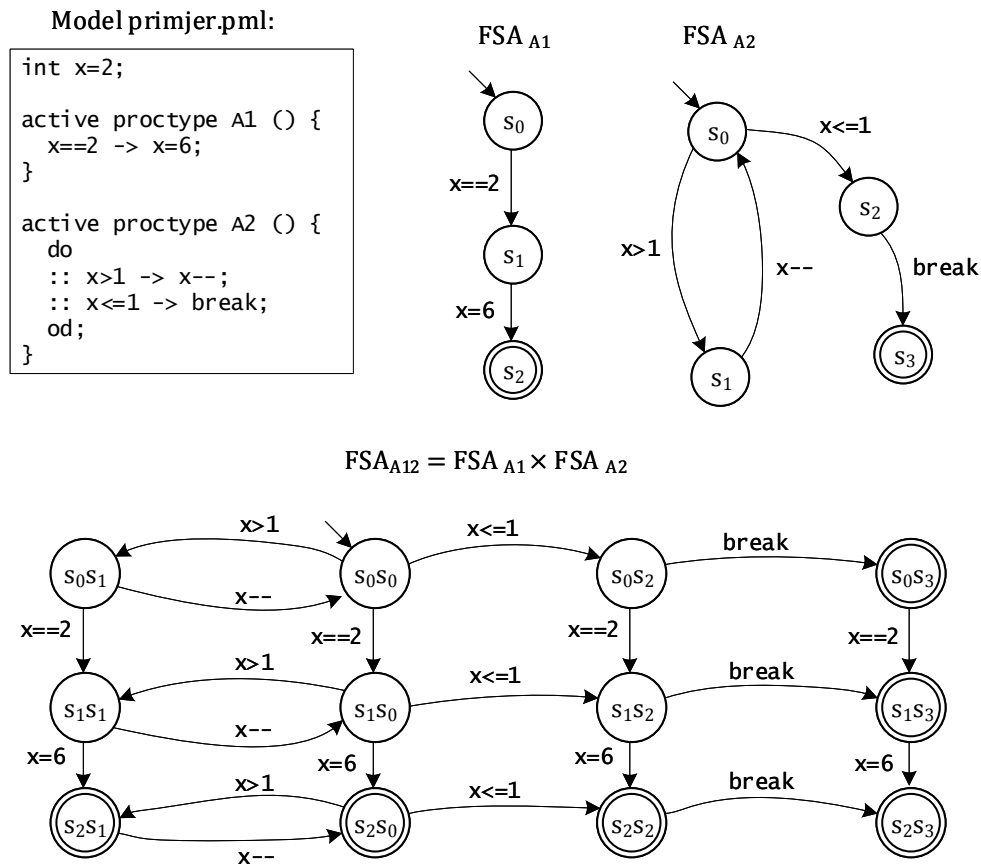 Model primjer.pml:
int x=2;
active proctype A1 () {
x==2 -> x=6;
}
active proctype A2 () {
do
:: x>1 -> x--;
:: x<=1 -> break;
od;
}
FSA A1
s0
x==2
s1
x=6
s2
FSA A2
s0
x<=1
s2
x>1
x--
break
s1
s3
FSAA12 = FSA A1 × FSA A2
x>1
x<=1
break
s0s1
s0s0
s0s2
s0s3
x--
x==2
x==2
x==2
x==2
x>1
x<=1
break
s1s1
s1s0
s1s2
s1s3
x--
x=6
x=6
x=6
x=6
x>1
x<=1
break
s2s1
s2s0
s2s2
s2s3
x--